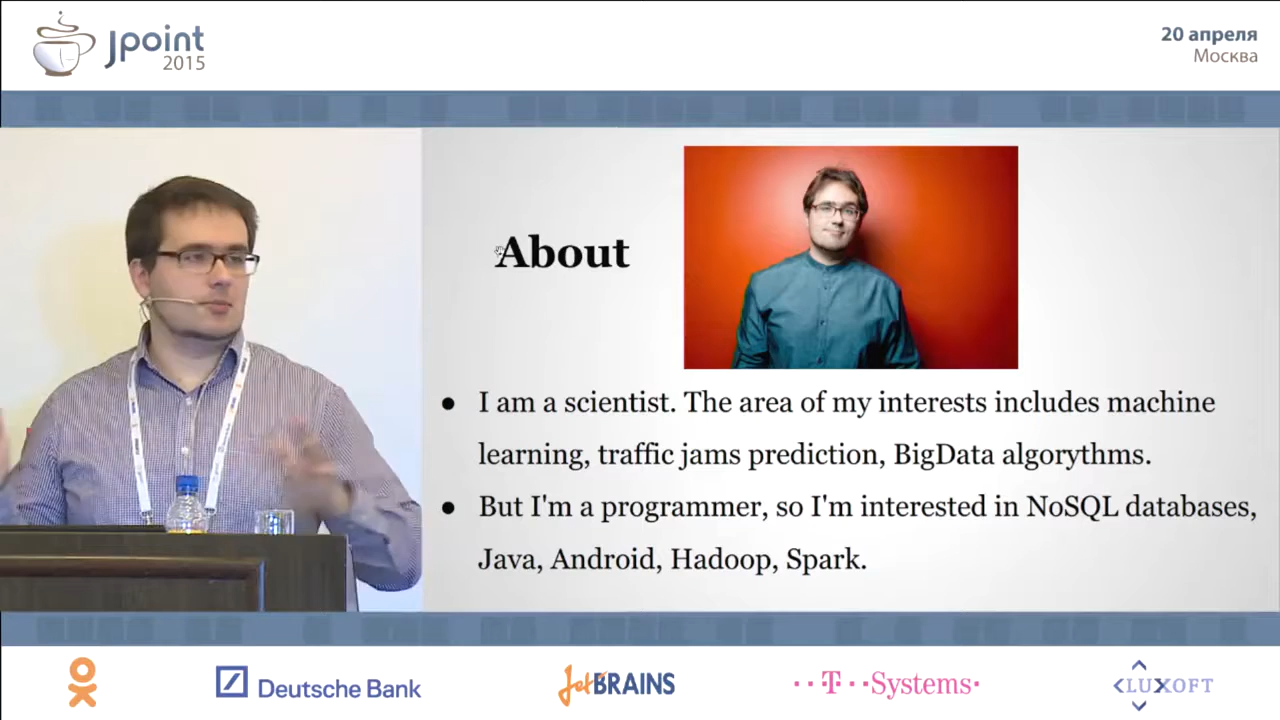 Jpoint
2015
20 апреля
Москва
About
● I am a scientist. The area of my interests includes machine
learning, traffic jams prediction, BigData algorythms.
● But I'm a programmer, so I'm interested in NoSQL databases,
Java, Android, Hadoop, Spark.
Deutsche Bank
JetBRAINS
··T··Systems·
LUXOFT